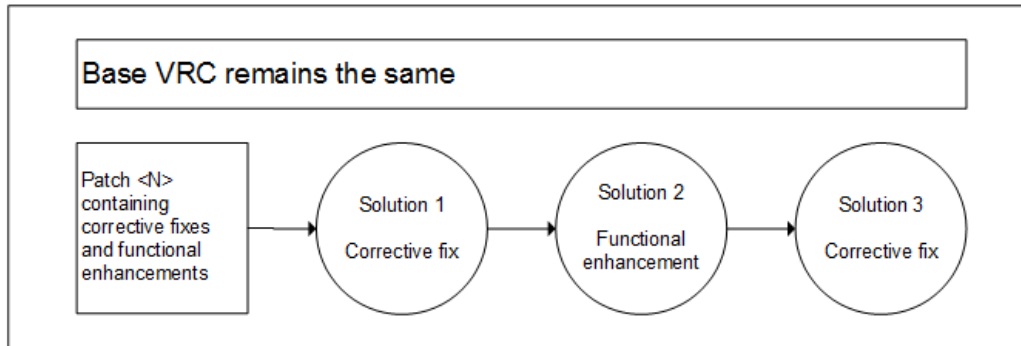 Base VRC remains the same
Patch <N>
containing
corrective fixes
and functional
enhancements
Solution 1
Corrective fix
Solution 2
Functional
enhancement
Solution 3
Corrective fix